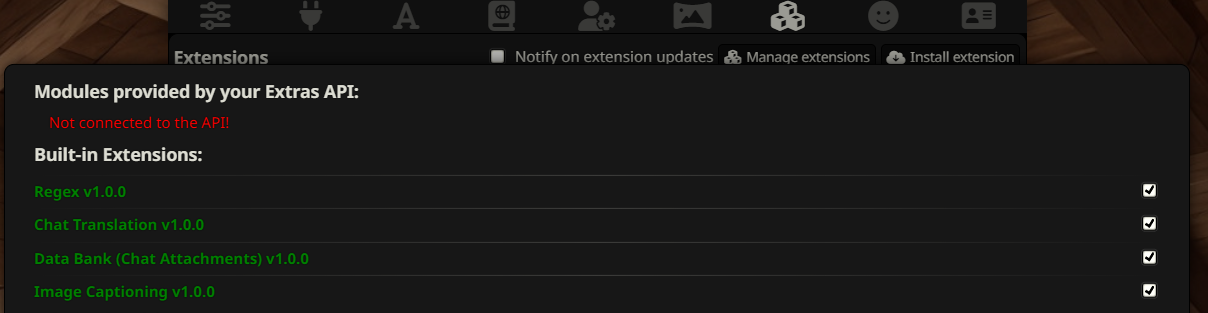 Extensions
Notify on extension updates
Manage extensions
Install extension
Modules provided by your Extras API:
Not connected to the API!
Built-in Extensions:
Regex v1.0.0
Chat Translation v1.0.0
Data Bank (Chat Attachments) v1.0.0
Image Captioning v1.0.0